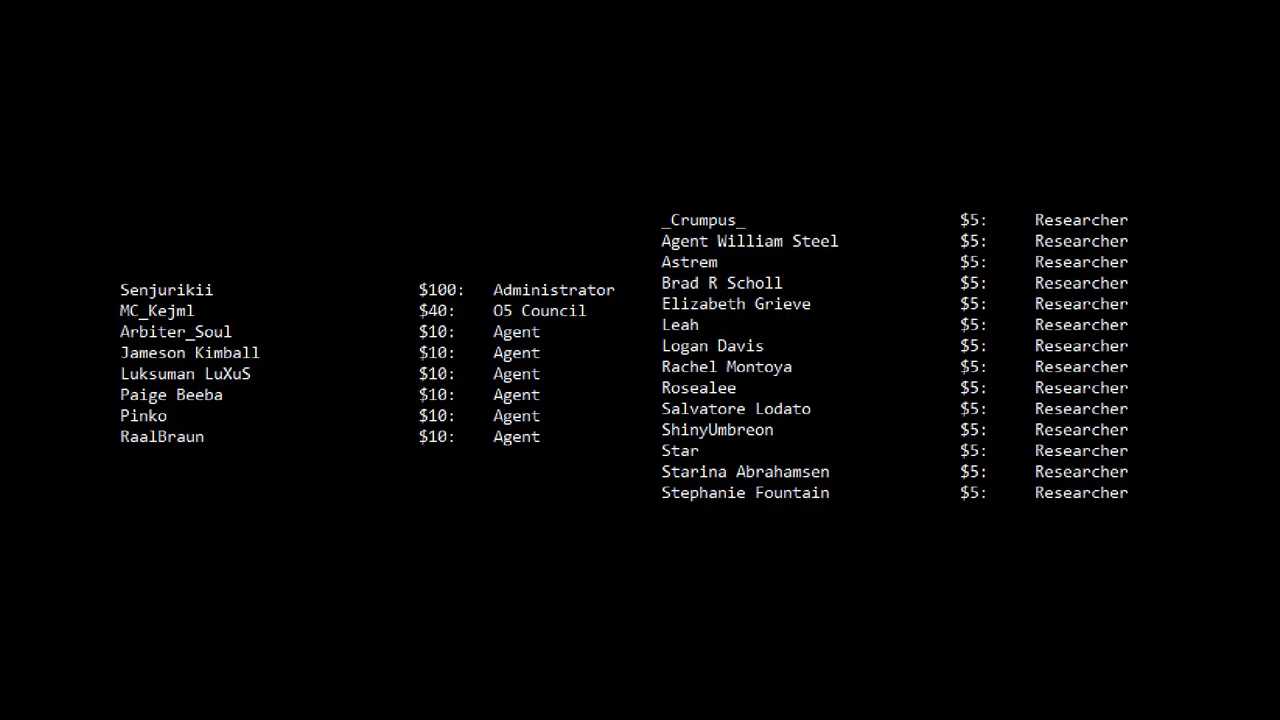 Senjurikii $100: Administrator
MC_Kejml $40: O5 Council
Arbiter_Soul $10: Agent
Jameson Kimball $10: Agent
Luksuman LuXuS $10: Agent
Paige Beeba $10: Agent
Pinko $10: Agent
RaalBraun $10: Agent
_Crumpus_ $5: Researcher
Agent William Steel $5: Researcher
Astrem $5: Researcher
Brad R Scholl $5: Researcher
Elizabeth Grieve $5: Researcher
Leah $5: Researcher
Logan Davis $5: Researcher
Rachel Montoya $5: Researcher
Rosealee $5: Researcher
Salvatore Lodato $5: Researcher
ShinyUmbreon $5: Researcher
Star $5: Researcher
Starina Abrahamsen $5: Researcher
Stephanie Fountain $5: Researcher